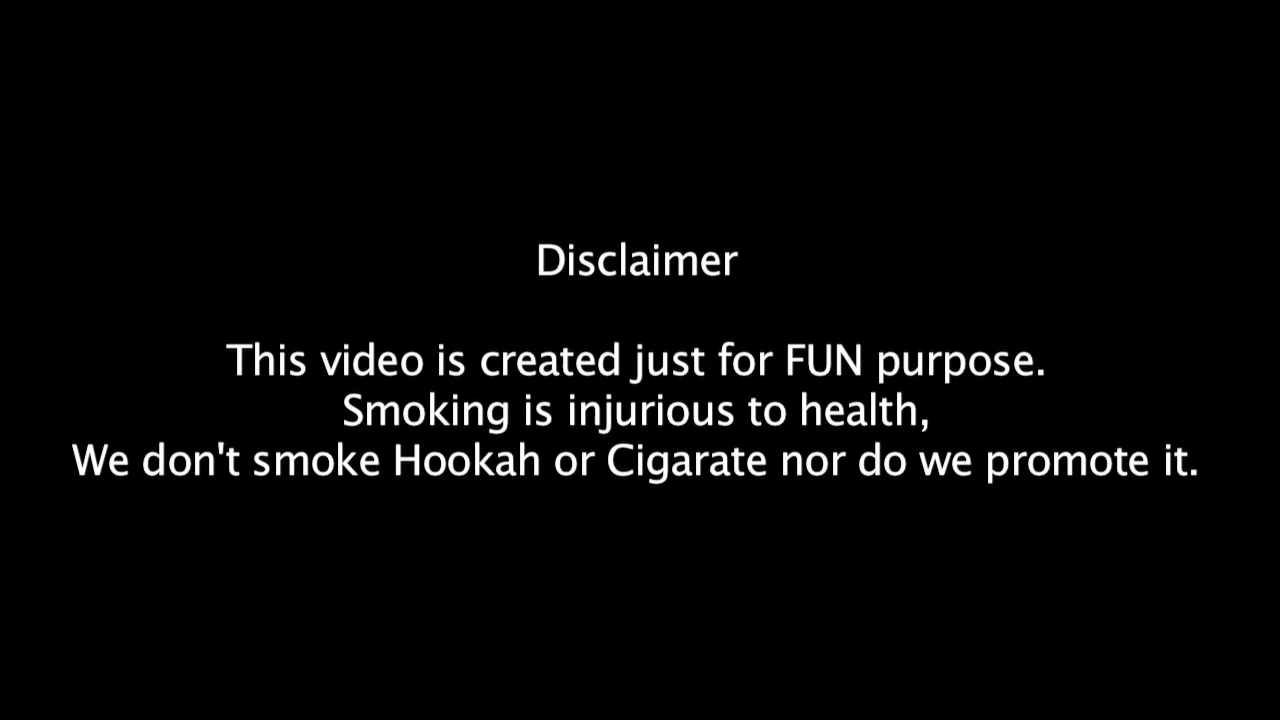 Disclaimer
This video is created just for FUN purpose.
Smoking is injurious to health,
We don't smoke Hookah or Cigarate nor do we promote it.